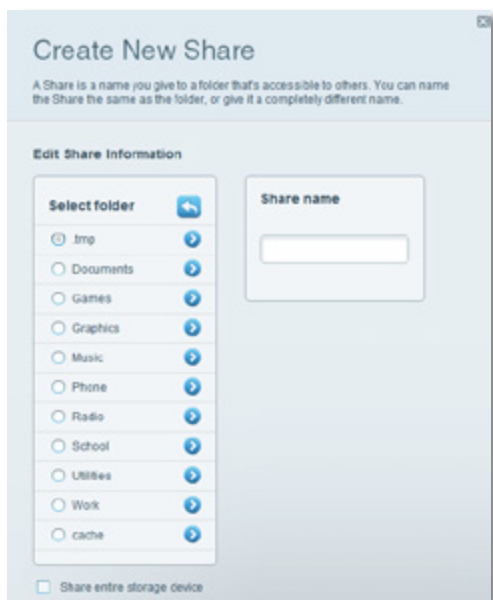 Create New Share
A Share is a name you give to a folder that's accessible to others. You can name
the Share the same as the folder, or give it a completely different name.
Edit Share Information
Select folder
.tmp
Documents
Games
Graphics
Music
Phone
Radio
School
Utilities
Work
cache
Share name
Share entire storage device